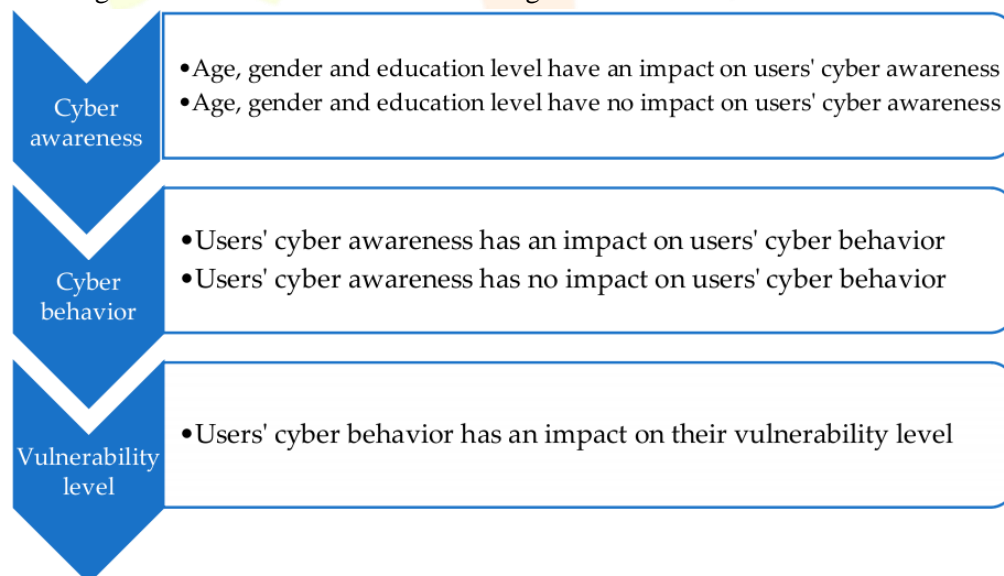 Cyber
awareness
•Age, gender and education level have an impact on users' cyber awareness
•Age, gender and education level have no impact on users' cyber awareness
Cyber
behavior
•Users' cyber awareness has an impact on users' cyber behavior
•Users' cyber awareness has no impact on users' cyber behavior
Vulnerability
level
•Users' cyber behavior has an impact on their vulnerability level